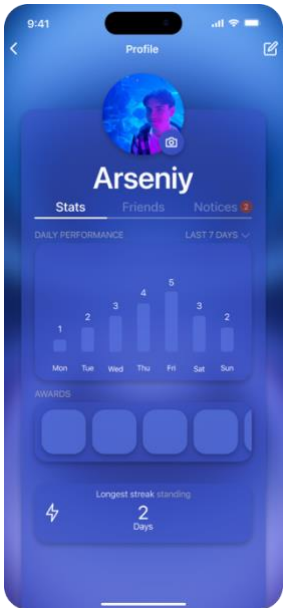 9:41
Profile
Arseniy
Stats Friends Notices 2
DAILY PERFORMANCE LAST 7 DAYS
5
4
3 3
2 2
1
Mon Tue Wed Thu Fri Sat Sun
AWARDS
Longest streak standing
2
Days